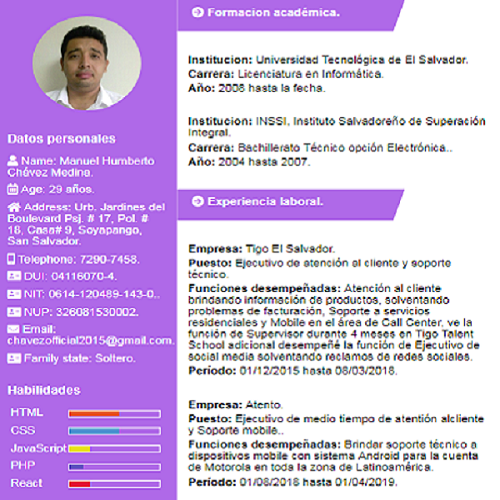 Datos personales
Name: Manuel Humberto
Chévez Medina.
Age: 29 años.
Address: Urb. Jardines del
Boulevard Psj. # 17, Pol. #
18, Casa# 9, Soyapango,
San Salvador.
Telephone: 7290-7458.
DUI: 04116070-4.
NIT: 0614-120489-143-0..
NUP: 326081530002.
Email:
chavezofficial2015@gmail.com.
Family state: Soltero.
Habilidades
HTML
CSS
JavaScript
PHP
React
Formacion académica.
Institucion: Universidad Tecnológica de El Salvador.
Carrera: Licenciatura en Informática.
Año: 2008 hasta la fecha.
Institucion: INSSI, Instituto Salvadoreño de Superación
Integral.
Carrera: Bachillerato Técnico opción Electrónica..
Año: 2004 hasta 2007.
Experiencia laboral.
Empresa: Tigo El Salvador.
Puesto: Ejecutivo de atención al cliente y soporte
técnico.
Funciones desempeñadas: Atención al cliente
brindando información de productos, solventando
problemas de facturación, Soporte a servicios
residenciales y Mobile en el área de Call Center, ve la
función de Supervisor durante 4 meses en Tigo Talent
School adicional desempeñé la función de Ejecutivo de
social media solventando reclamos de redes sociales.
Período: 01/12/2015 hasta 08/03/2018.
Empresa: Atento.
Puesto: Ejecutivo de medio tiempo de atentión alcliente
y Soporte mobile..
Funciones desempeñadas: Brindar soporte técnico a
dispositivos mobile con sistema Android para la cuenta
de Motorola en toda la zona de Latinoamérica.
Período: 01/08/2018 hasta 01/04/2019.